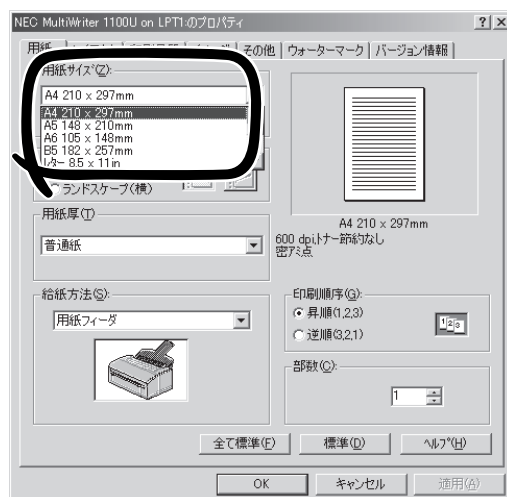 NEC MultiWriter 1100U on LPT1:のプロパティ
用紙 その他 ウォーターマーク バージョン情報
用紙サイズ(Z):
A4 210 x 297mm
A4 210 x 297mm
A5 148 x 210mm
A6 105 x 148mm
B5 182 x 257mm
レター 8.5 x 11in
ランドスケープ(横)
A4 210 x 297mm
600 dpi,トナー節約なし
密アミ点
用紙厚(T)
普通紙
給紙方法(S):
用紙フィーダ
印刷順序(G):
昇順(1,2,3)
逆順(3,2,1)
1 2 3
部数(C):
1
全て標準(F) 標準(D) ヘルプ(H)
OK キャンセル 適用(A)